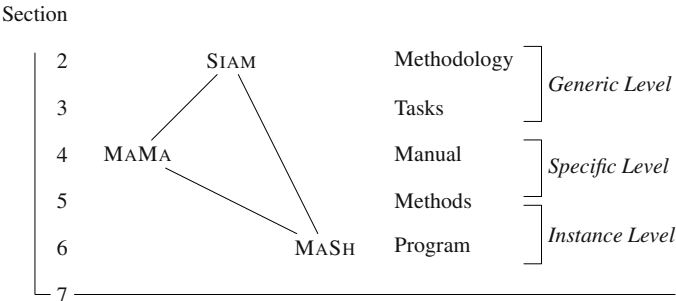 Section
2 SIAM Methodology
Generic Level
3 Tasks
4 MAMA Manual
Specific Level
5 Methods
Instance Level
6 MASH Program
7